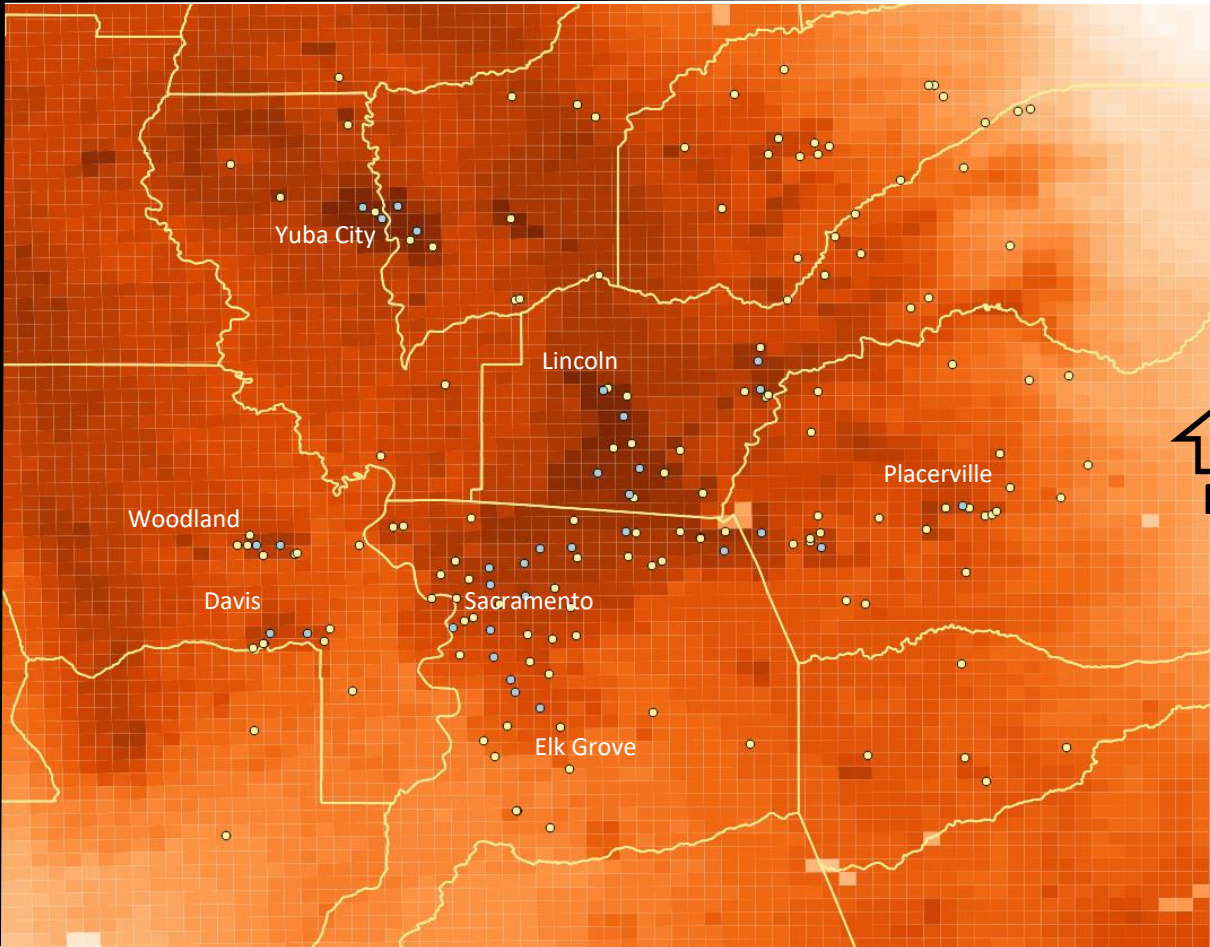 Yuba City
Lincoln
Placerville
Woodland
Davis
Sacramento
Elk Grove